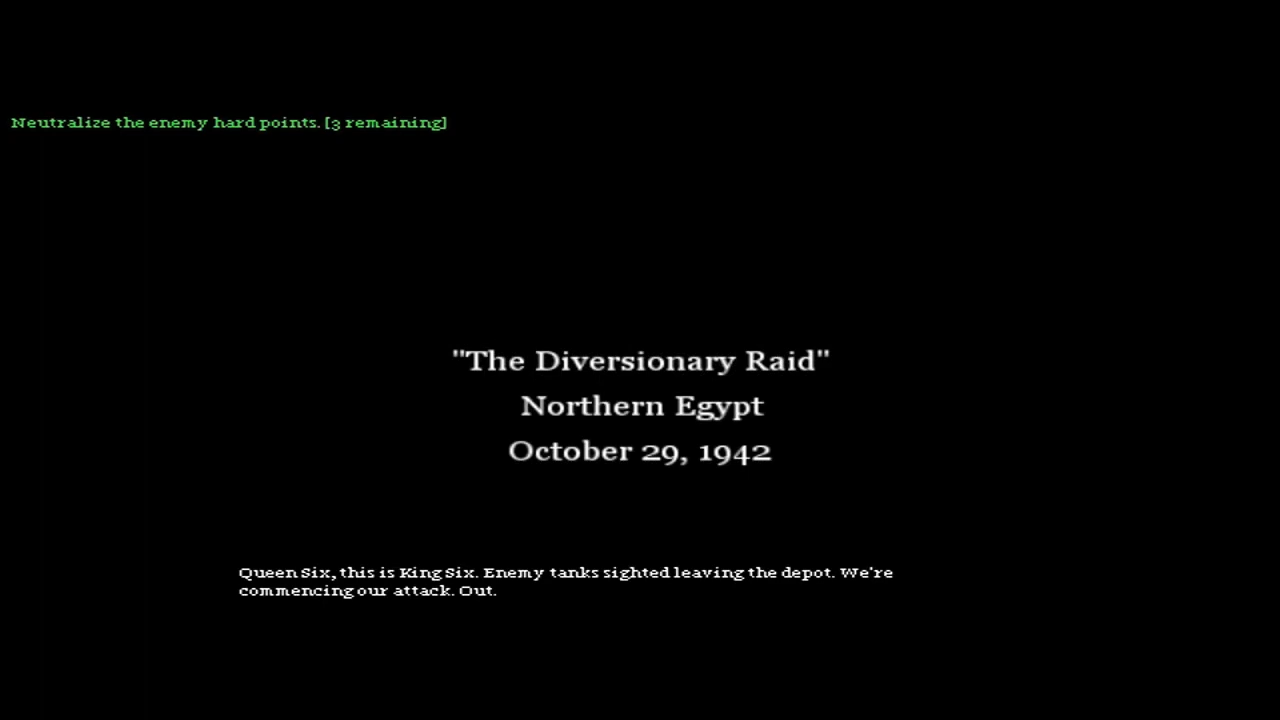 Neutralize the enemy hard points. [3 remaining]
"The Diversionary Raid"
Northern Egypt
October 29, 1942
Queen Six, this is King Six. Enemy tanks sighted leaving the depot. We're
commencing our attack. Out.